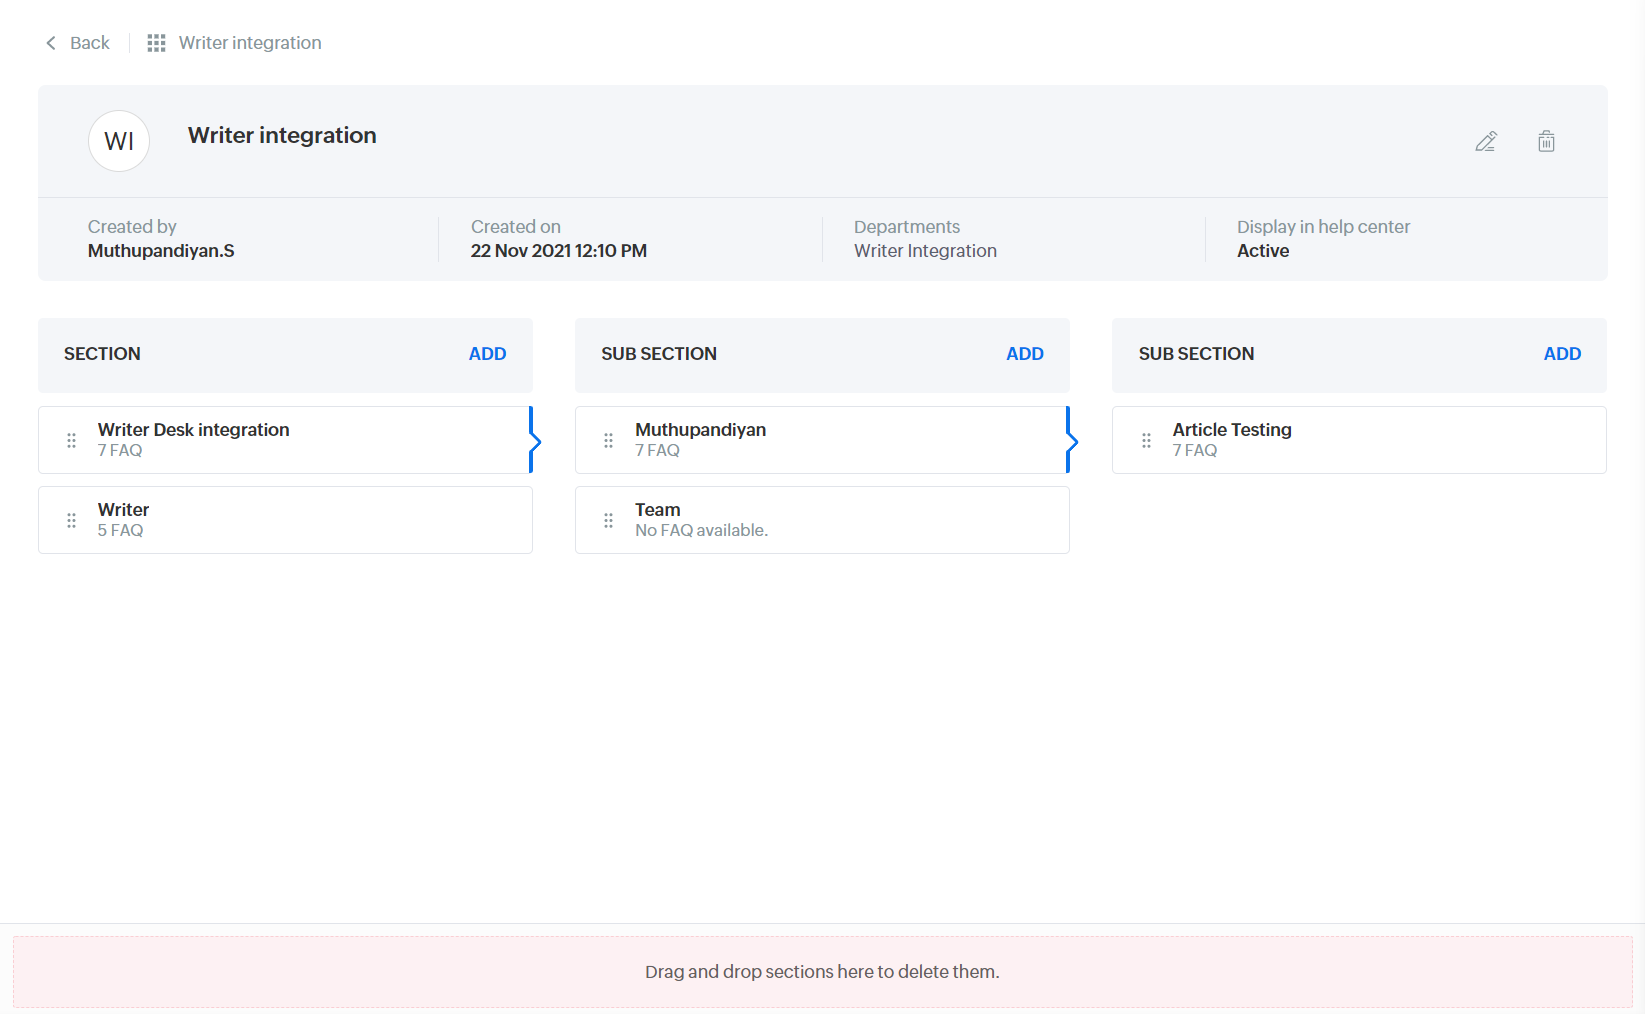 Back
Writer integration
WI
Writer integration
Created by
Muthupandiyan.S
Created on
22 Nov 2021 12:10 PM
Departments
Writer Integration
Display in help center
Active
SECTION
ADD
Writer Desk integration
7 FAQ
Writer
5 FAQ
SUB SECTION
ADD
Muthupandiyan
7 FAQ
Team
No FAQ available.
SUB SECTION
ADD
Article Testing
7 FAQ
Drag and drop sections here to delete them.